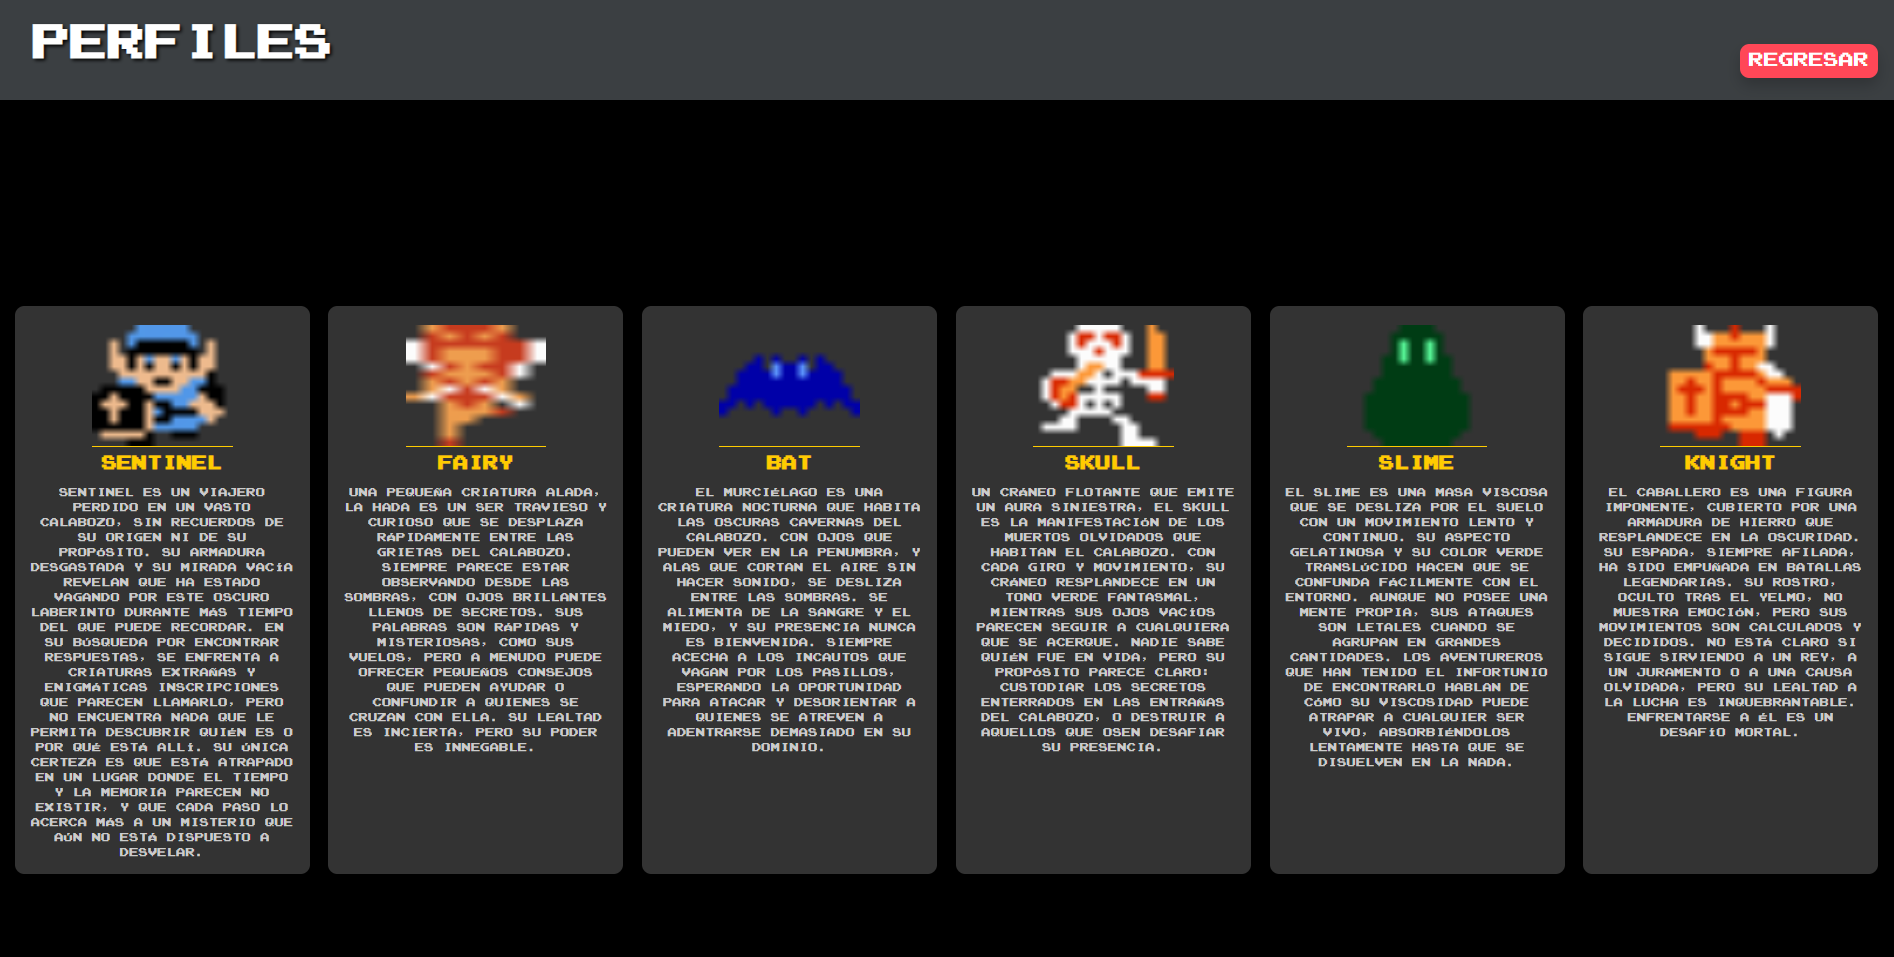 PERFILES
REGRESAR
SENTINEL
SENTINEL ES UN VIAJERO
PERDIDO EN UN VASTO
CALABOZO, SIN RECUERDOS DE
SU ORIGEN NI DE SU
PROPÓSITO. SU ARMADURA
DESGASTADA Y SU MIRADA VACÍA
REVELAN QUE HA ESTADO
VAGANDO POR ESTE OSCURO
LABERINTO DURANTE MÁS TIEMPO
DEL QUE PUEDE RECORDAR. EN
SU BÚSQUEDA POR ENCONTRAR
RESPUESTAS, SE ENFRENTA A
CRIATURAS EXTRAÑAS Y
ENIGMÁTICAS INSCRIPCIONES
QUE PARECEN LLAMARLO, PERO
NO ENCUENTRA NADA QUE LE
PERMITA DESCUBRIR QUIÉN ES O
POR QUÉ ESTÁ ALLÍ. SU ÚNICA
CERTEZA ES QUE ESTÁ ATRAPADO
EN UN LUGAR DONDE EL TIEMPO
Y LA MEMORIA PARECEN NO
EXISTIR, Y QUE CADA PASO LO
ACERCA MÁS A UN MISTERIO QUE
AÚN NO ESTÁ DISPUESTO A
DESVELAR.
FAIRY
UNA PEQUEÑA CRIATURA ALADA,
LA HADA ES UN SER TRAVIESO Y
CURIOSO QUE SE DESPLAZA
RÁPIDAMENTE ENTRE LAS
GRIETAS DEL CALABOZO.
SIEMPRE PARECE ESTAR
OBSERVANDO DESDE LAS
SOMBRAS, CON OJOS BRILLANTES
LLENOS DE SECRETOS. SUS
PALABRAS SON RÁPIDAS Y
MISTERIOSAS, COMO SUS
VUELOS, PERO A MENUDO PUEDE
OFRECER PEQUEÑOS CONSEJOS
QUE PUEDEN AYUDAR O
CONFUNDIR A QUIENES SE
CRUZAN CON ELLA. SU LEALTAD
ES INCIERTA, PERO SU PODER
ES INNEGABLE.
BAT
EL MURCIÉLAGO ES UNA
CRIATURA NOCTURNA QUE HABITA
LAS OSCURAS CAVERNAS DEL
CALABOZO. CON OJOS QUE
PUEDEN VER EN LA PENUMBRA, Y
ALAS QUE CORTAN EL AIRE SIN
HACER SONIDO, SE DESLIZA
ENTRE LAS SOMBRAS. SE
ALIMENTA DE LA SANGRE Y EL
MIEDO, Y SU PRESENCIA NUNCA
ES BIENVENIDA. SIEMPRE
ACECHA A LOS INCAUTOS QUE
VAGAN POR LOS PASILLOS,
ESPERANDO LA OPORTUNIDAD
PARA ATACAR Y DESORIENTAR A
QUIENES SE ATREVEN A
ADENTRARSE DEMASIADO EN SU
DOMINIO.
SKULL
UN CRÁNEO FLOTANTE QUE EMITE
UN AURA SINIESTRA, EL SKULL
ES LA MANIFESTACIÓN DE LOS
MUERTOS OLVIDADOS QUE
HABITAN EL CALABOZO. CON
CADA GIRO Y MOVIMIENTO, SU
CRÁNEO RESPLANDECE EN UN
TONO VERDE FANTASMAL,
MIENTRAS SUS OJOS VACÍOS
PARECEN SEGUIR A CUALQUIERA
QUE SE ACERQUE. NADIE SABE
QUIÉN FUE EN VIDA, PERO SU
PROPÓSITO PARECE CLARO:
CUSTODIAR LOS SECRETOS
ENTERRADOS EN LAS ENTRAÑAS
DEL CALABOZO, O DESTRUIR A
AQUELLOS QUE OSEN DESAFIAR
SU PRESENCIA.
SLIME
EL SLIME ES UNA MASA VISCOSA
QUE SE DESLIZA POR EL SUELO
CON UN MOVIMIENTO LENTO Y
CONTINUO. SU ASPECTO
GELATINOSA Y SU COLOR VERDE
TRANSLÚCIDO HACEN QUE SE
CONFUNDA FÁCILMENTE CON EL
ENTORNO. AUNQUE NO POSEE UNA
MENTE PROPIA, SUS ATAQUES
SON LETALES CUANDO SE
AGRUPAN EN GRANDES
CANTIDADES. LOS AVENTUREROS
QUE HAN TENIDO EL INFORTUNIO
DE ENCONTRARLO HABLAN DE
CÓMO SU VISCOSIDAD PUEDE
ATRAPAR A CUALQUIER SER
VIVO, ABSORBIÉNDOLOS
LENTAMENTE HASTA QUE SE
DISUELVEN EN LA NADA.
KNIGHT
EL CABALLERO ES UNA FIGURA
IMPONENTE, CUBIERTO POR UNA
ARMADURA DE HIERRO QUE
RESPLANDECE EN LA OSCURIDAD.
SU ESPADA, SIEMPRE AFILADA,
HA SIDO EMPUÑADA EN BATALLAS
LEGENDARIAS. SU ROSTRO,
OCULTO TRAS EL YELMO, NO
MUESTRA EMOCIÓN, PERO SUS
MOVIMIENTOS SON CALCULADOS Y
DECIDIDOS. NO ESTÁ CLARO SI
SIGUE SIRVIENDO A UN REY, A
UN JURAMENTO O A UNA CAUSA
OLVIDADA, PERO SU LEALTAD A
LA LUCHA ES INQUEBRANTABLE.
ENFRENTARSE A ÉL ES UN
DESAFÍO MORTAL.